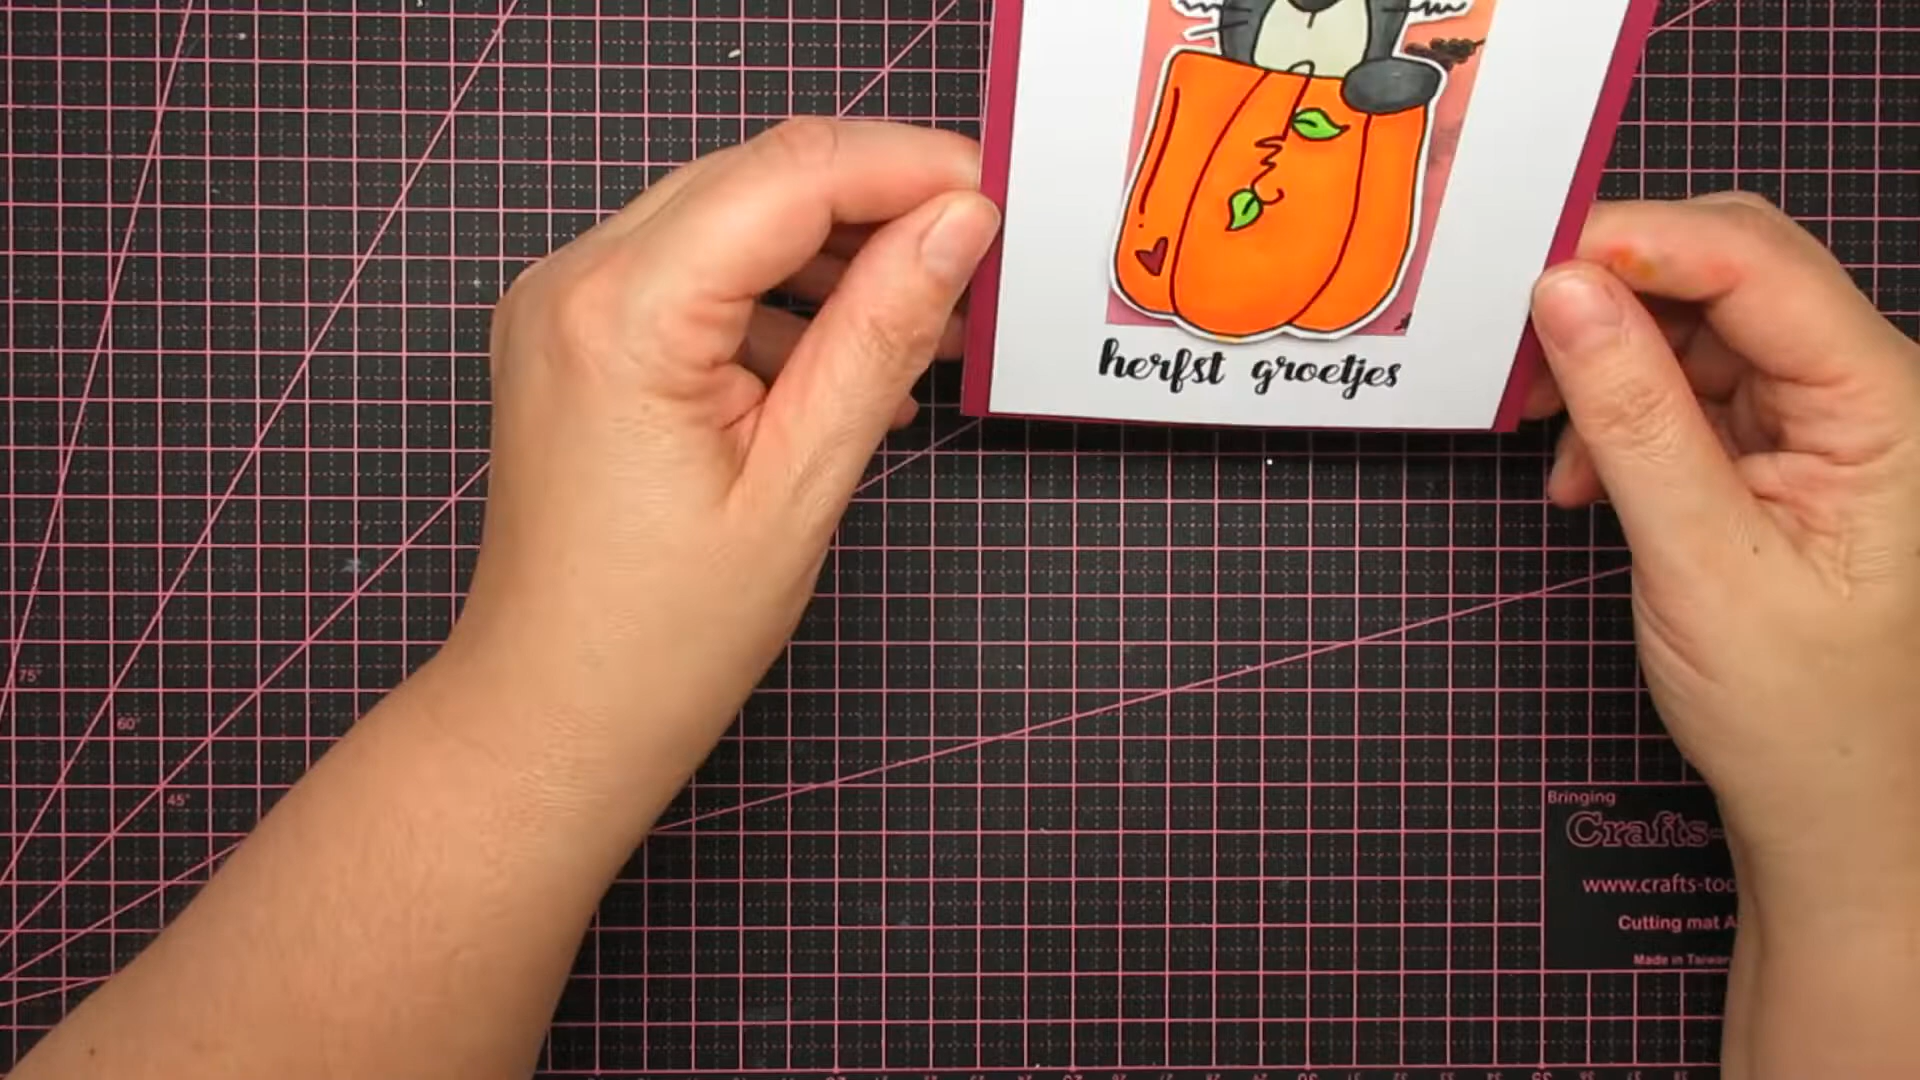 herfst groetjes
75°
60°
45°
Bringing
Crafts-
www.crafts-too
Cutting mat A
Made in Taiwan